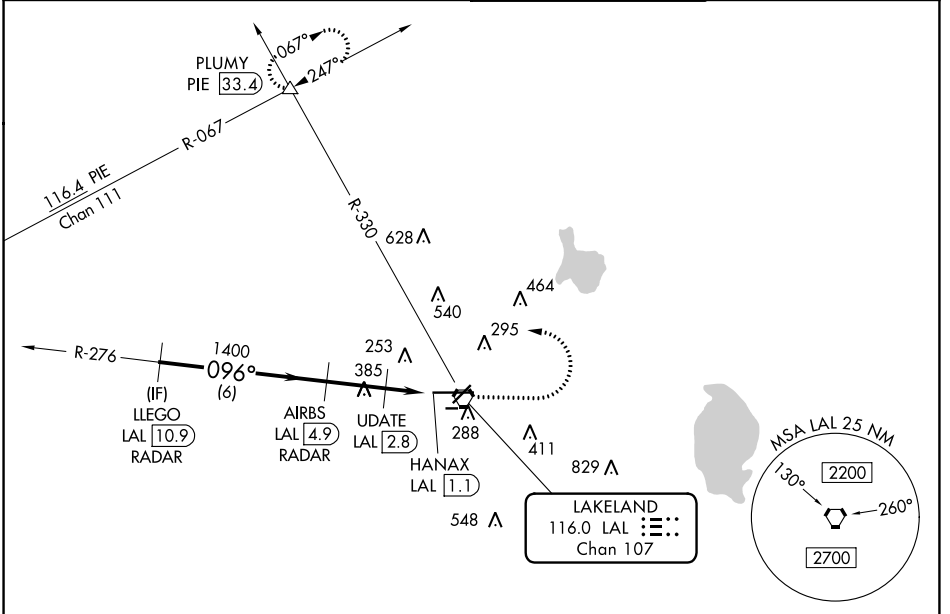 067°
247°
PLUMY
PIE 33.4
R-067
116.4 PIE
Chan 111
R-330
628
464
540
295
R-276
1400
096°
(6)
253
385
(IF)
LLEGO
LAL 10.9
RADAR
AIRBS
LAL 4.9
RADAR
UDATE
LAL 2.8
HANAX
LAL 1.1
288
411
829
548
LAKELAND
116.0 LAL
Chan 107
MSA LAL 25 NM
130°
2200
260°
2700